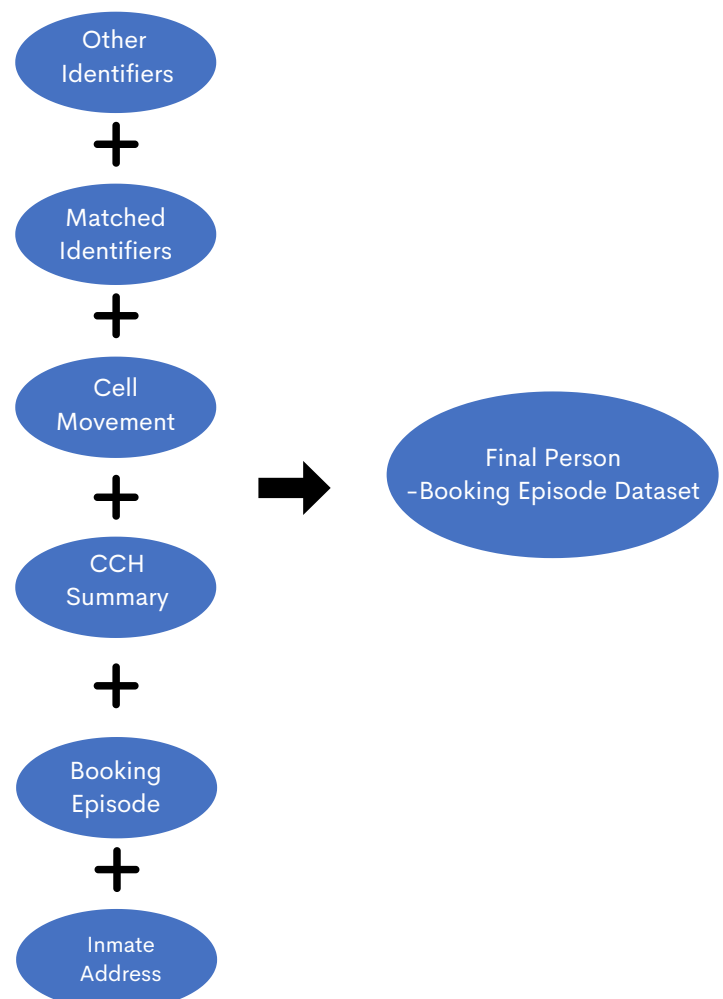 Other
Identifiers
+
Matched
Identifiers
+
Cell
Movement
+
CCH
Summary
+
Booking
Episode
+
Inmate
Address
Final Person
-Booking Episode Dataset